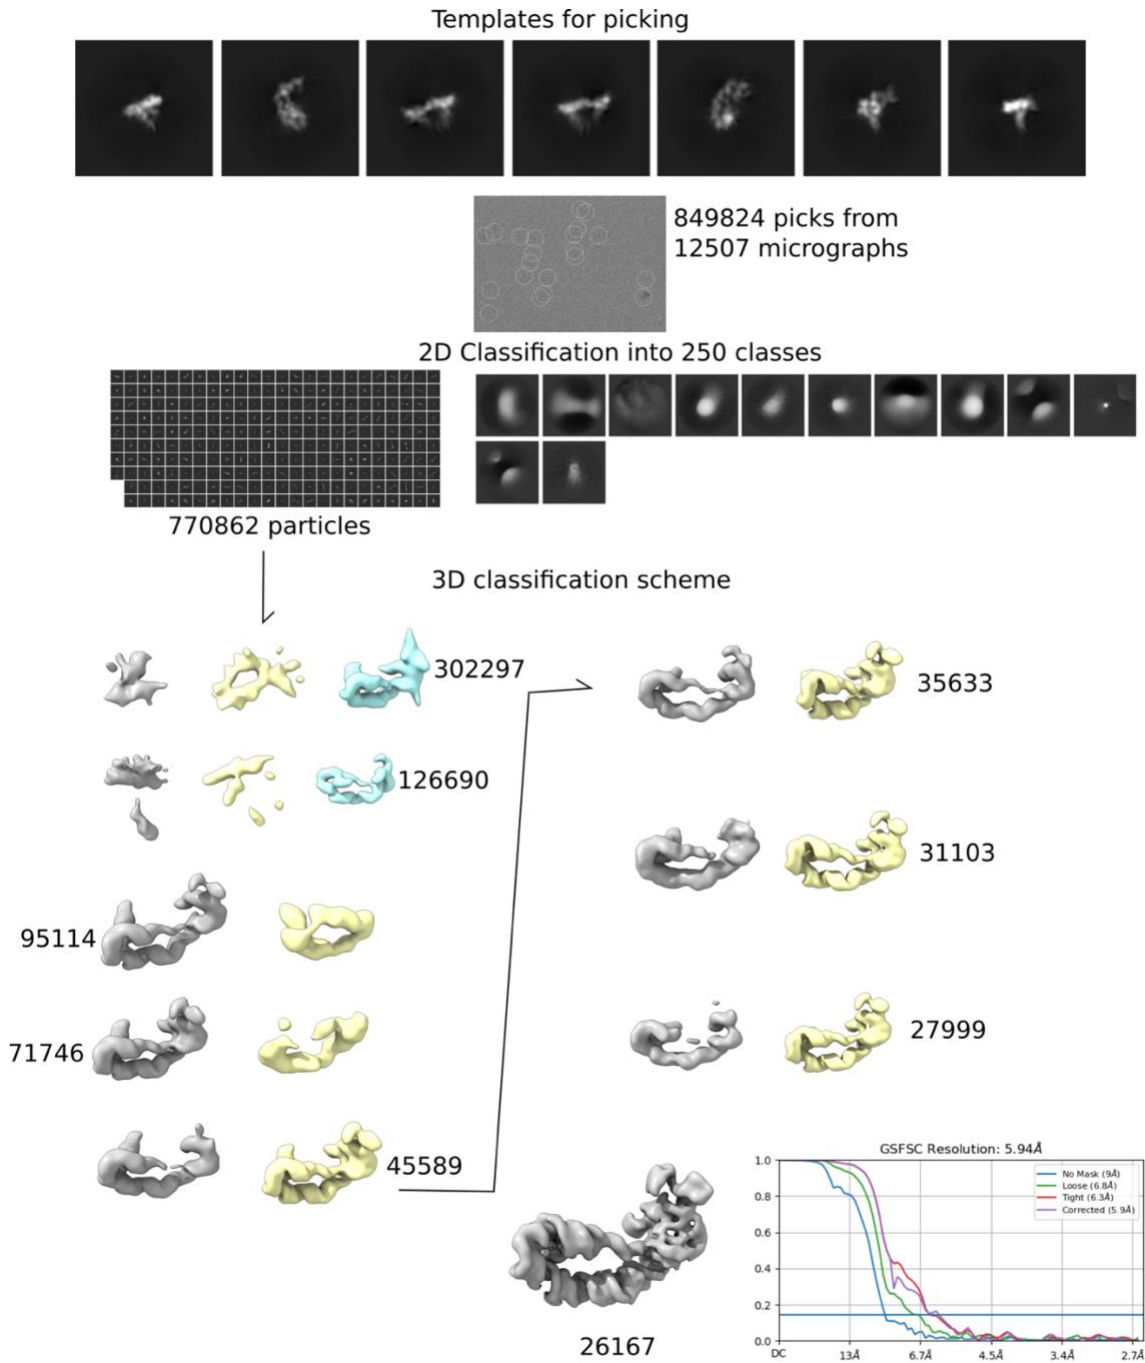 Templates for picking
849824 picks from
12507 micrographs
2D Classification into 250 classes
770862 particles
3D classification scheme
302297
126690
95114
71746
45589
35633
31103
27999
26167
GSFSC Resolution: 5.94Å
No Mask (9Å)
Loose (6.8Å)
Tight (6.3Å)
Corrected (5.9Å)
1.0
0.8
0.6
0.4
0.2
0.0
DC 13Å 6.7Å 4.5Å 3.4Å 2.7Å